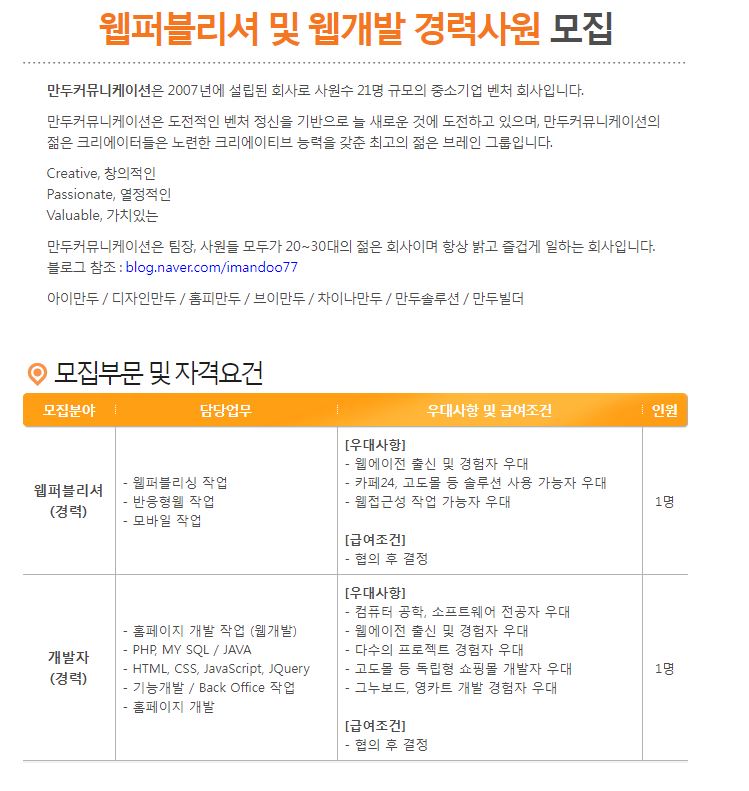 웹퍼블리셔 및 웹개발 경력사원 모집
만두커뮤니케이션은 2007년에 설립된 회사로 사원수 21명 규모의 중소기업 벤처 회사입니다.
만두커뮤니케이션은 도전적인 벤처 정신을 기반으로 늘 새로운 것에 도전하고 있으며, 만두커뮤니케이션의
젊은 크리에이터들은 노련한 크리에이티브 능력을 갖춘 최고의 젊은 브레인 그룹입니다.
Creative, 창의적인
Passionate, 열정적인
Valuable, 가치있는
만두커뮤니케이션은 팀장, 사원들 모두가 20~30대의 젊은 회사이며 항상 밝고 즐겁게 일하는 회사입니다.
블로그 참조 : blog.naver.com/imandoo77
아이만두 / 디자인만두 / 홈피만두 / 브이만두 / 차이나만두 / 만두솔루션 / 만두빌더
모집부문 및 자격요건
모집분야 담당업무 우대사항 및 급여조건 인원
웹퍼블리셔
(경력)
- 웹퍼블리싱 작업
- 반응형웹 작업
- 모바일 작업
[우대사항]
- 웹에이전 출신 및 경험자 우대
- 카페24, 고도몰 등 솔루션 사용 가능자 우대
- 웹접근성 작업 가능자 우대
[급여조건]
- 협의 후 결정
1명
개발자
(경력)
- 홈페이지 개발 작업 (웹개발)
- PHP, MY SQL / JAVA
- HTML, CSS, JavaScript, JQuery
- 기능개발 / Back Office 작업
- 홈페이지 개발
[우대사항]
- 컴퓨터 공학, 소프트웨어 전공자 우대
- 웹에이전 출신 및 경험자 우대
- 다수의 프로젝트 경험자 우대
- 고도몰 등 독립형 쇼핑몰 개발자 우대
- 그누보드, 영카트 개발 경험자 우대
[급여조건]
- 협의 후 결정
1명